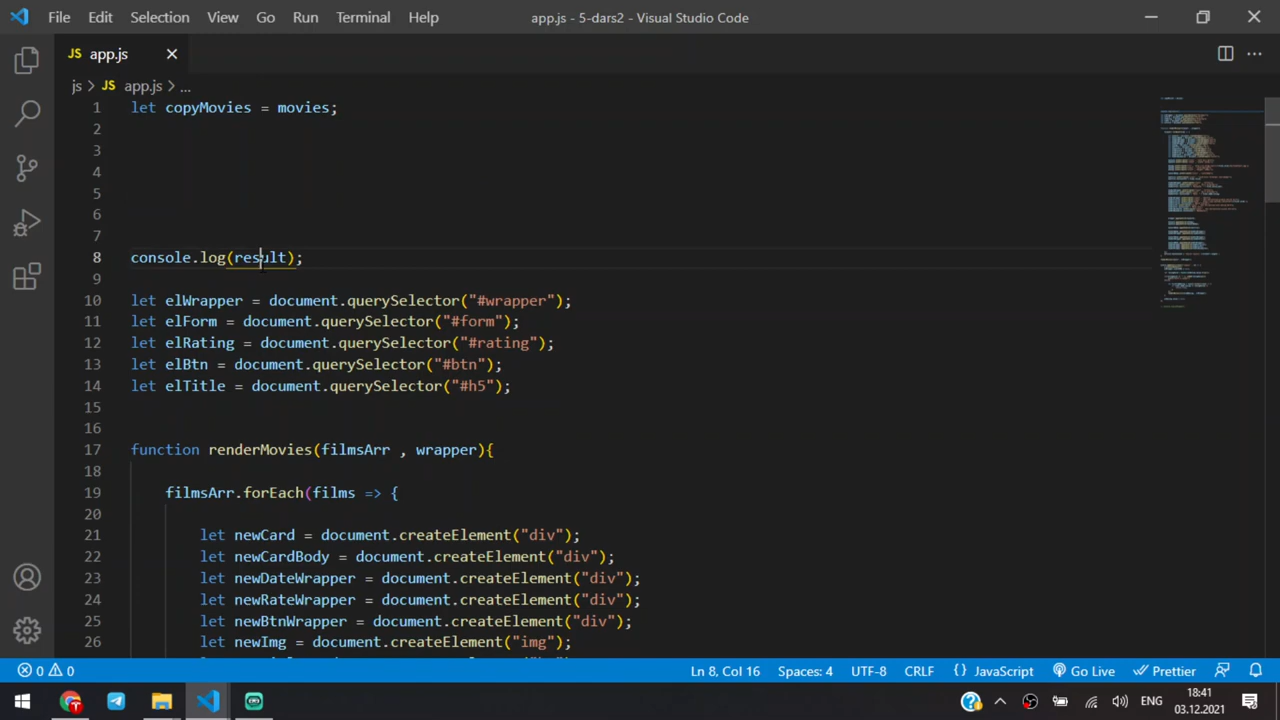 File Edit Selection View Go Run Terminal Help app.js - 5-dars2 - Visual Studio Code
JS app.js
js > JS app.js > ...
1 let copyMovies = movies;
2
3
4
5
6
7
8 console.log(result);
9
10 let elWrapper = document.querySelector("#wrapper");
11 let elForm = document.querySelector("#form");
12 let elRating = document.querySelector("#rating");
13 let elBtn = document.querySelector("#btn");
14 let elTitle = document.querySelector("#h5");
15
16
17 function renderMovies(filmsArr , wrapper){
18
19 filmsArr.forEach(films => {
20
21 let newCard = document.createElement("div");
22 let newCardBody = document.createElement("div");
23 let newDateWrapper = document.createElement("div");
24 let newRateWrapper = document.createElement("div");
25 let newBtnWrapper = document.createElement("div");
26 let newImg = document.createElement("img");
0 0 Ln 8, Col 16 Spaces: 4 UTF-8 CRLF {} JavaScript Go Live Prettier
ENG 18:41
03.12.2021